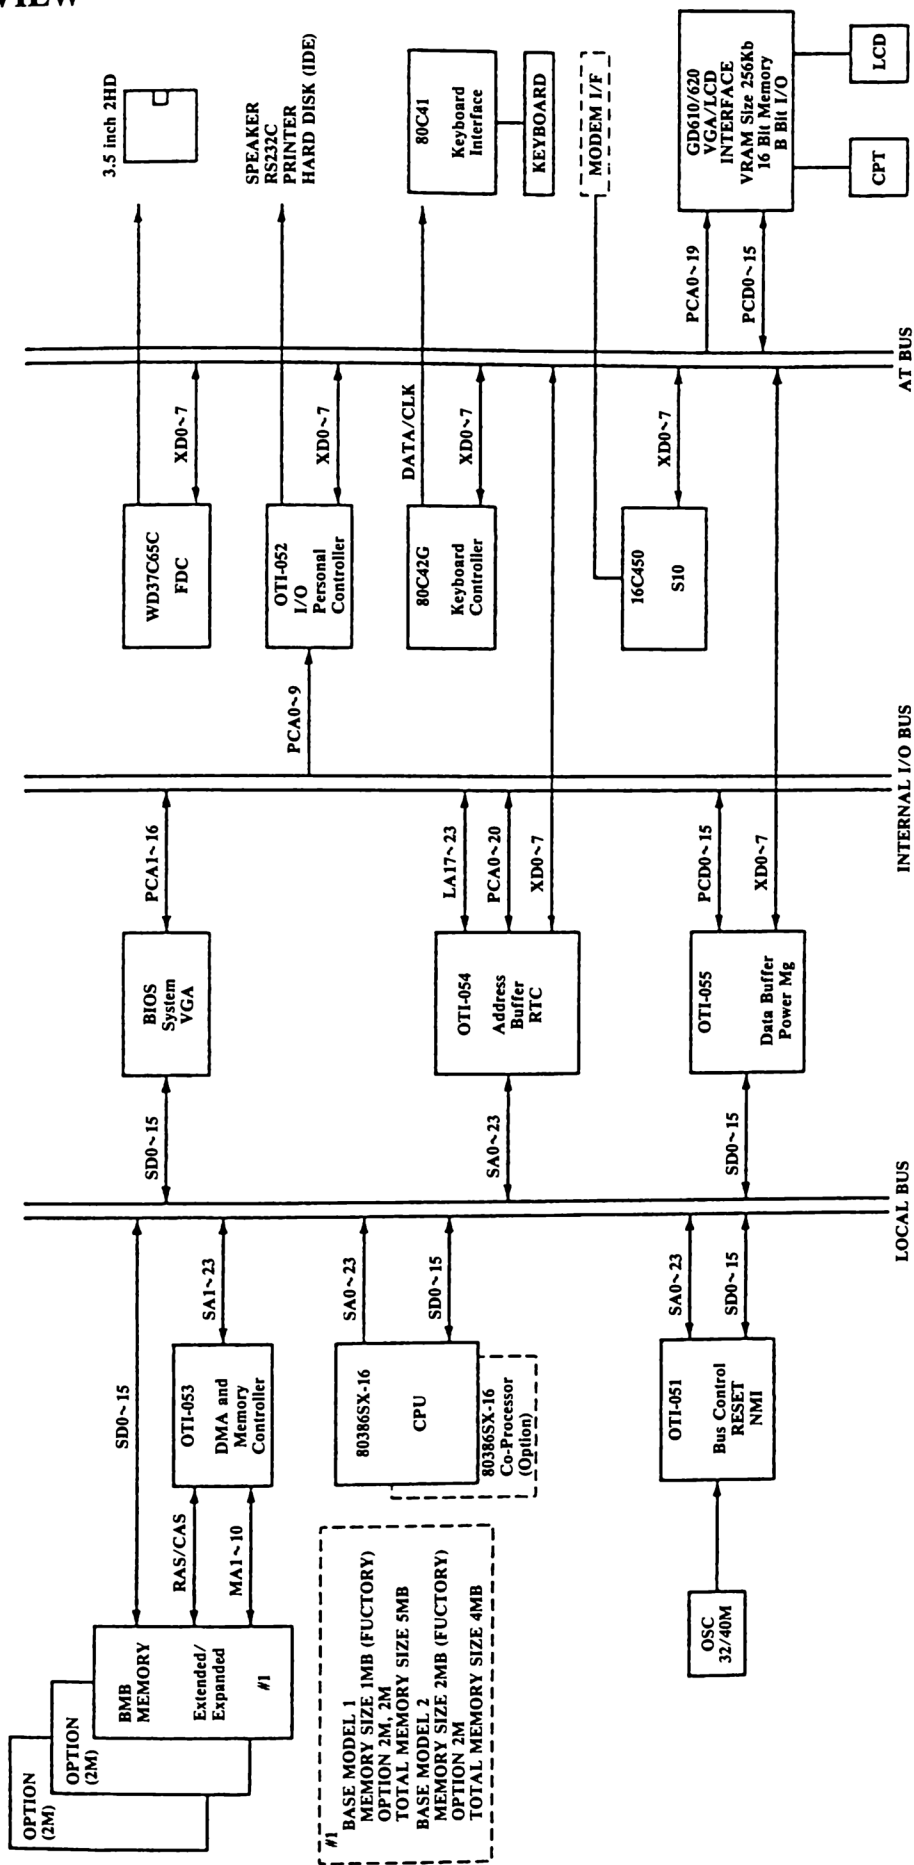 VIEW
OPTION
(2M)
OPTION
(2M)
BMB
MEMORY
Extended/
Expanded
#1
SD0~15
RAS/CAS
MA1~10
OTI-053
DMA and
Memory
Controller
SA1~23
80386SX-16
CPU
80386SX-16
Co-Processor
(Option)
SA0~23
SD0~15
#1
BASE MODEL 1
MEMORY SIZE 1MB (FUCTORY)
OPTION 2M, 2M
TOTAL MEMORY SIZE 5MB
BASE MODEL 2
MEMORY SIZE 2MB (FUCTORY)
OPTION 2M
TOTAL MEMORY SIZE 4MB
OSC
32/40M
OTI-051
Bus Control
RESET
NMI
SA0~23
SD0~15
LOCAL BUS
SD0~15
BIOS
System
VGA
PCA1~16
SA0~23
OTI-054
Address
Buffer
RTC
LA17~23
PCA0~20
XD0~7
SD0~15
OTI-055
Data Buffer
Power Mg
PCD0~15
XD0~7
INTERNAL I/O BUS
PCA0~9
WD37C65C
FDC
XD0~7
3.5 inch 2HD
OTI-052
I/O
Personal
Controller
XD0~7
SPEAKER
RS232C
PRINTER
HARD DISK (IDE)
80C42G
Keyboard
Controller
DATA/CLK
XD0~7
80C41
Keyboard
Interface
KEYBOARD
16C450
S10
XD0~7
MODEM I/F
AT BUS
PCA0~19
PCD0~15
GD610/620
VGA/LCD
INTERFACE
VRAM Size 256Kb
16 Bit Memory
B Bit I/O
CPT
LCD